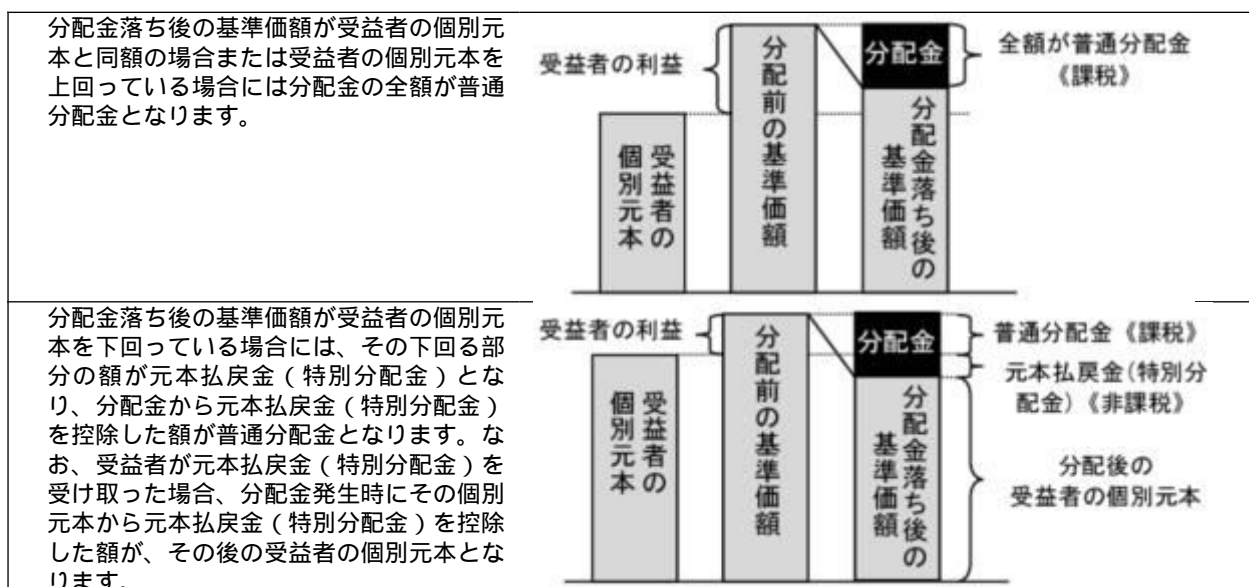 分配金落ち後の基準価額が受益者の個別元
本と同額の場合または受益者の個別元本を
上回っている場合には分配金の全額が普通
分配金となります。
受益者の利益
受益者の
個別元本
分配前の基準価額
分配金
分配金落ち後の
基準価額
全額が普通分配金
《課税》
分配金落ち後の基準価額が受益者の個別元
本を下回っている場合には、その下回る部
分の額が元本払戻金（特別分配金）とな
り、分配金から元本払戻金（特別分配金）
を控除した額が普通分配金となります。な
お、受益者が元本払戻金（特別分配金）を
受け取った場合、分配金発生時にその個別
元本から元本払戻金（特別分配金）を控除
した額が、その後の受益者の個別元本とな
ります。
受益者の利益
受益者の
個別元本
分配前の基準価額
分配金
分配金落ち後の
基準価額
普通分配金《課税》
元本払戻金(特別分
配金)《非課税》
分配後の
受益者の個別元本